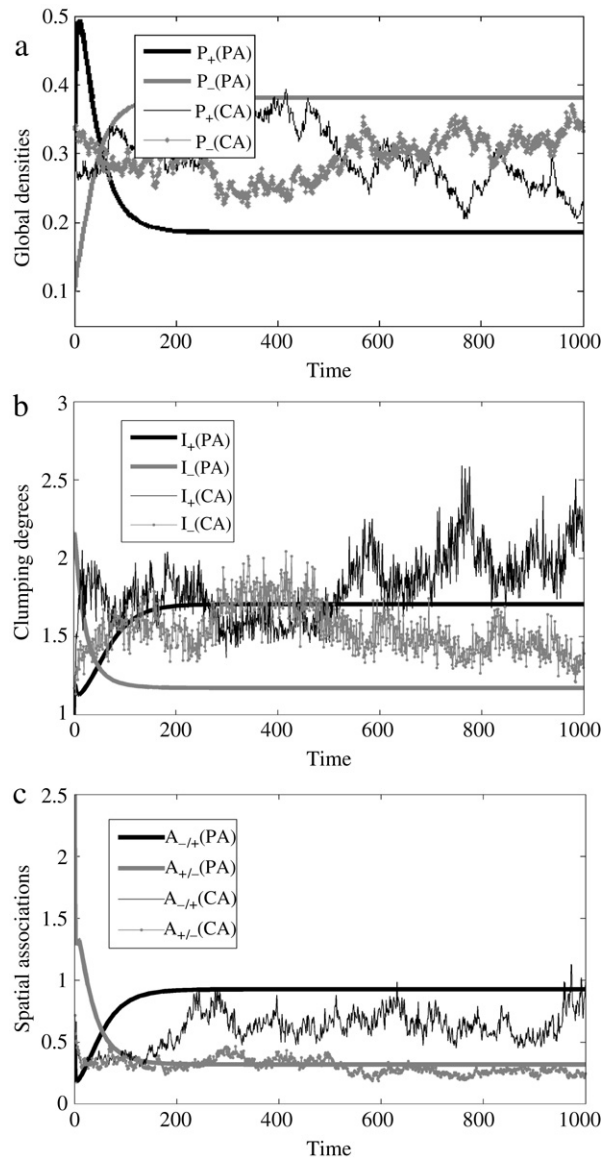 a
0.5
0.4
0.3
0.2
0.1
Global densities
P+(PA)
P−(PA)
P+(CA)
P−(CA)
0 200 400 600 800 1000
Time
b
3
2.5
2
1.5
1
Clumping degrees
I+(PA)
I−(PA)
I+(CA)
I−(CA)
0 200 400 600 800 1000
Time
c
2.5
2
1.5
1
0.5
0
Spatial associations
A−/+(PA)
A+/−(PA)
A−/+(CA)
A+/−(CA)
0 200 400 600 800 1000
Time